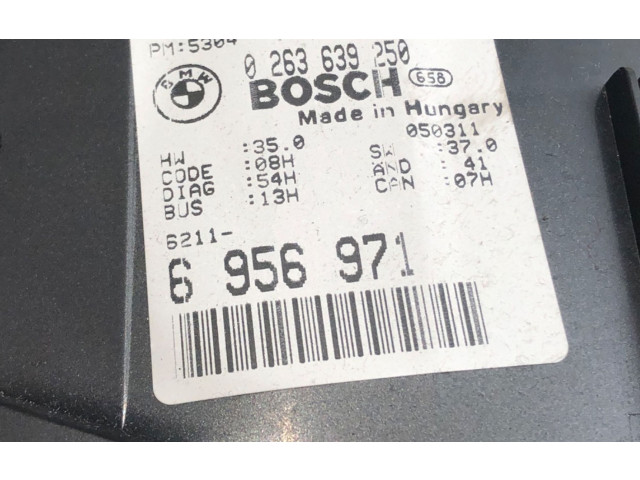 PM:5304
0 263 639 250
BMW
BOSCH 658
Made in Hungary
050311
HW :35.0 SW :37.0
CODE :08H ÄND : 41
DIAG :54H CAN :07H
BUS :13H
6211-
6 956 971